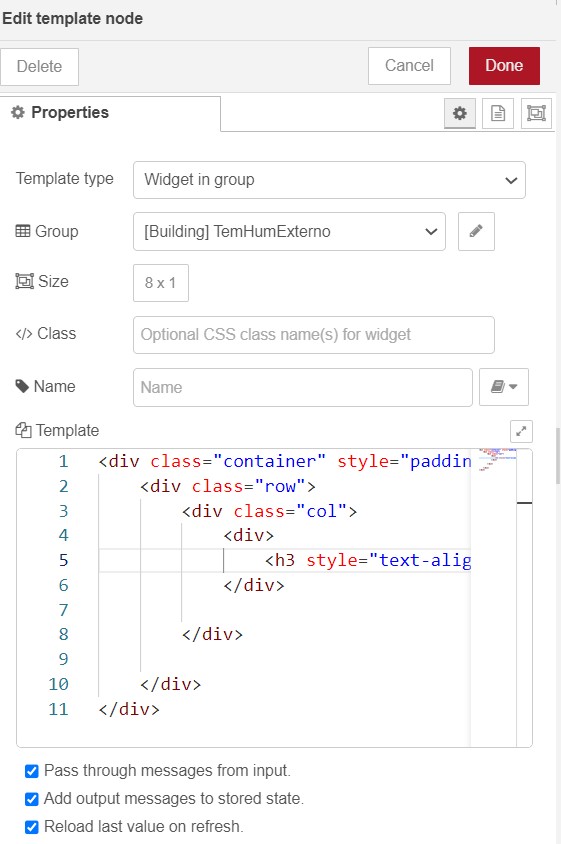 Edit template node
Delete Cancel Done
Properties
Template type Widget in group
Group [Building] TemHumExterno
Size 8 x 1
</> Class Optional CSS class name(s) for widget
Name Name
Template
1 <div class="container" style="paddin
2 <div class="row">
3 <div class="col">
4 <div>
5 <h3 style="text-alig
6 </div>
7
8 </div>
9
10 </div>
11 </div>
Pass through messages from input.
Add output messages to stored state.
Reload last value on refresh.